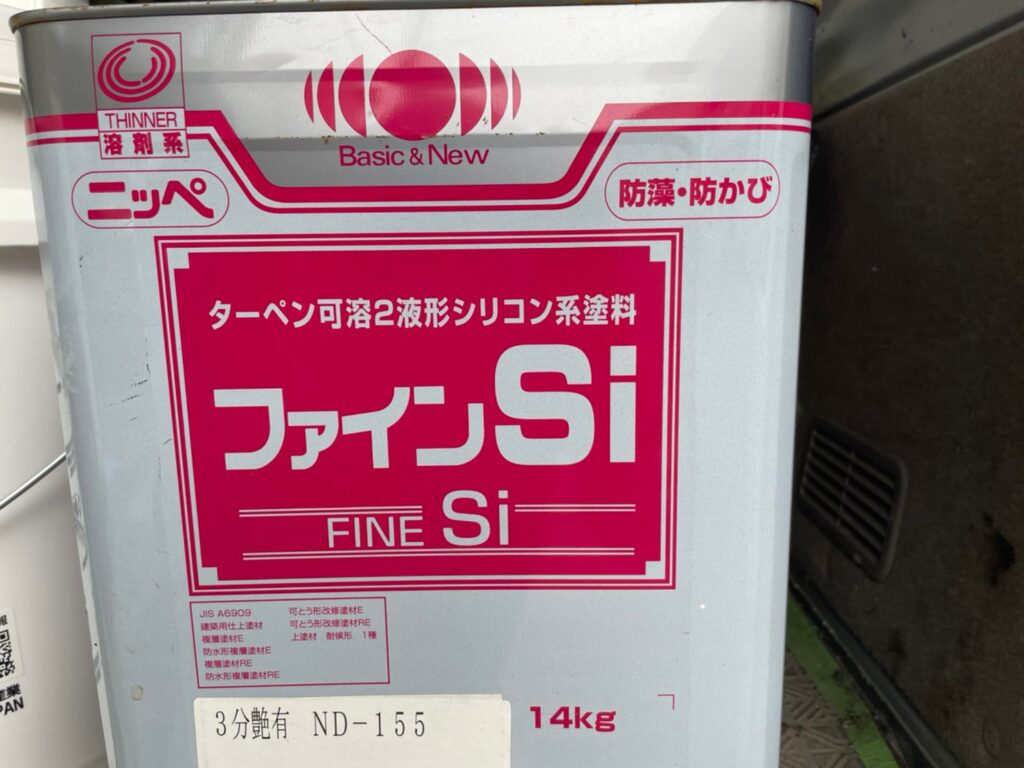 THINNER
溶剤系
Basic & New
ニッペ
防藻・防かび
ターペン可溶2液形シリコン系塗料
ファインSi
FINE Si
JIS A6909
建築用仕上塗材
複層塗材E
防水形複層塗材E
複層塗材RE
防水形複層塗材RE
可とう形改修塗材E
可とう形改修塗材RE
上塗材 耐候形 1種
3分艶有 ND-155
14kg
報
産業
PAN